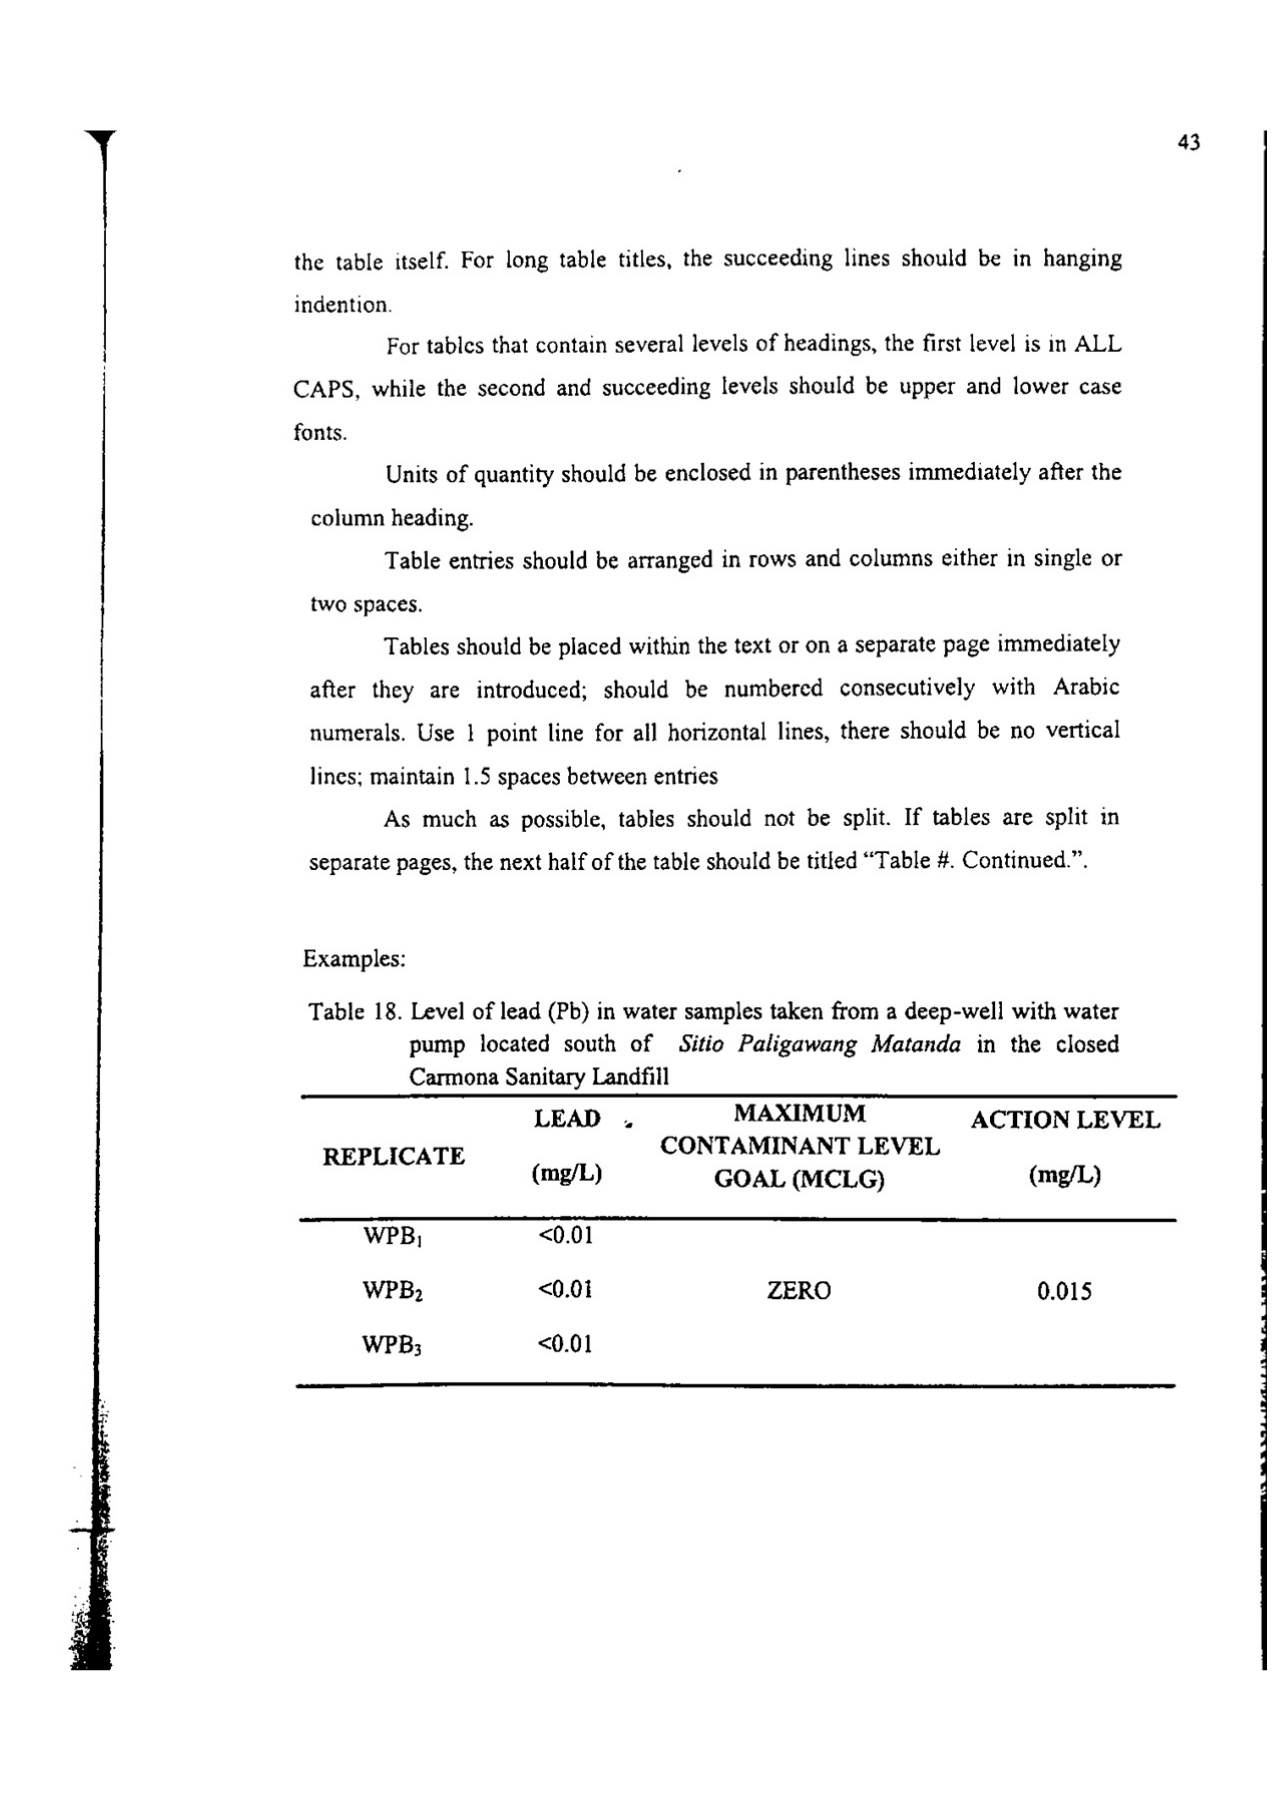 43
the table itself. For long table titles, the succeeding lines should be in hanging
indention.
For tables that contain several levels of headings, the first level is in ALL
CAPS, while the second and succeeding levels should be upper and lower case
fonts.
Units of quantity should be enclosed in parentheses immediately after the
column heading.
Table entries should be arranged in rows and columns either in single or
two spaces.
Tables should be placed within the text or on a separate page immediately
after they are introduced; should be numbered consecutively with Arabic
numerals. Use 1 point line for all horizontal lines, there should be no vertical
lines; maintain 1.5 spaces between entries
As much as possible, tables should not be split. If tables are split in
separate pages, the next half of the table should be titled “Table #. Continued.”.
Examples:
Table 18. Level of lead (Pb) in water samples taken from a deep-well with water
pump located south of Sitio Paligawang Matanda in the closed
Carmona Sanitary Landfill
REPLICATE
LEAD
(mg/L)
MAXIMUM
CONTAMINANT LEVEL
GOAL (MCLG)
ACTION LEVEL
(mg/L)
WPB₁ <0.01
WPB₂ <0.01 ZERO 0.015
WPB₃ <0.01